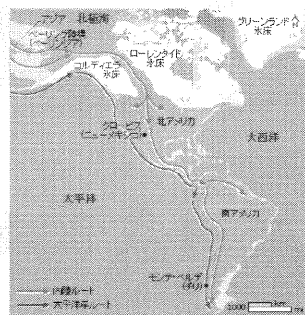 アジア 北極海
グリーンランド
氷床
ベーリング陸橋
(ベーリンジア)
ローレンタイド
氷床
コルディエラ
氷床
北アメリカ
クロービス
(ニューメキシコ)
大西洋
太平洋
南アメリカ
モンテ・ベルデ
(チリ)
内陸ルート
太平洋岸ルート